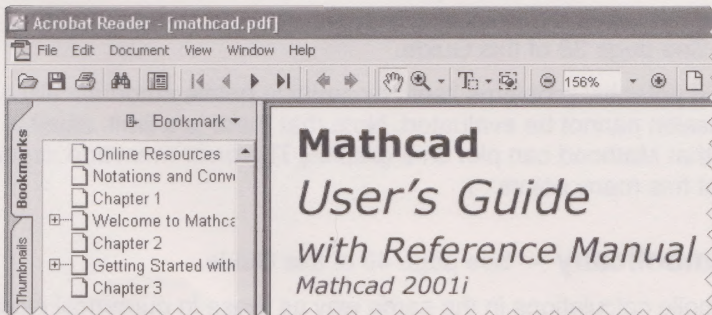 Acrobat Reader - [mathcad.pdf]
File Edit Document View Window Help
156%
Bookmarks
Thumbnails
Bookmark
Online Resources
Notations and Conv
Chapter 1
Welcome to Mathca
Chapter 2
Getting Started with
Chapter 3
Mathcad
User's Guide
with Reference Manual
Mathcad 2001i